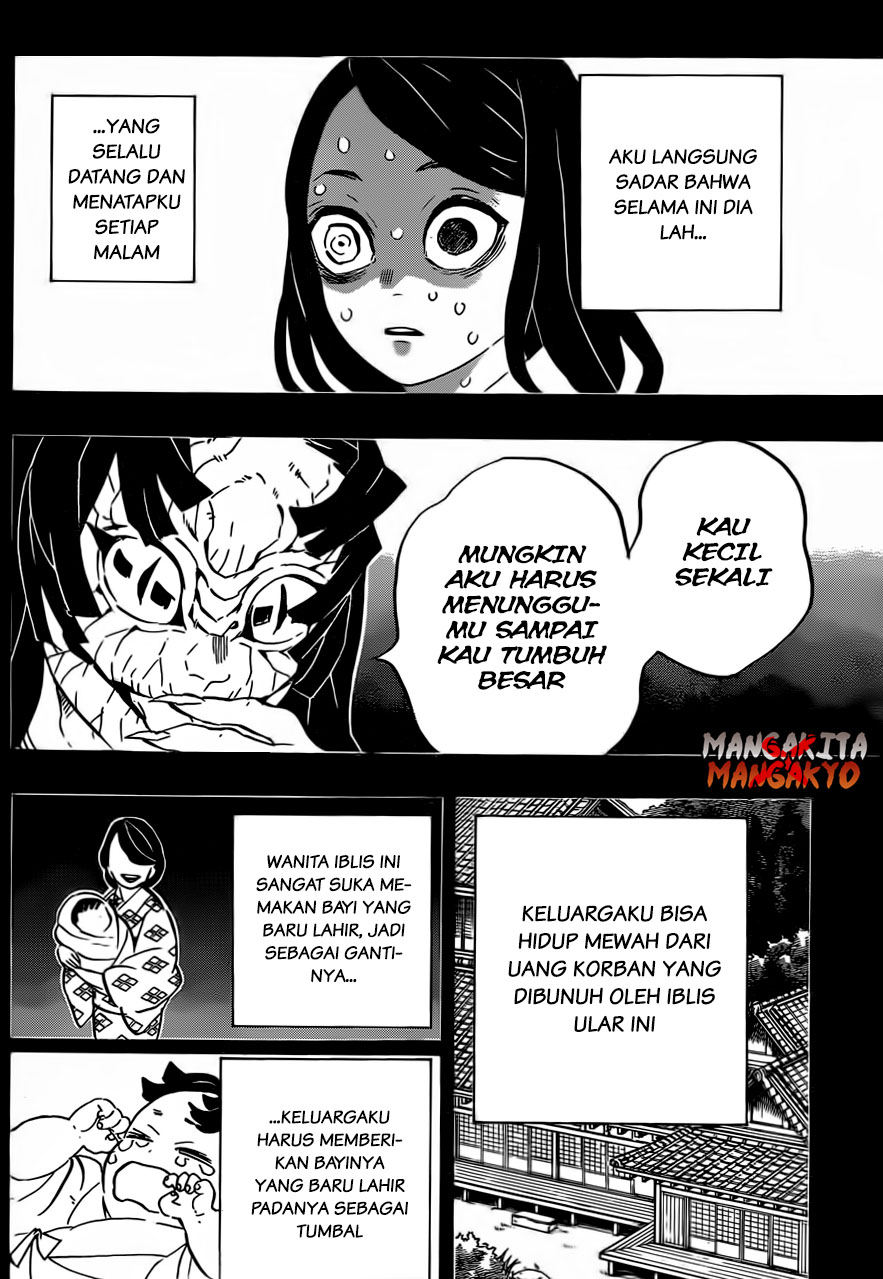 AKU LANGSUNG
SADAR BAHWA
SELAMA INI DIA
LAH...
...YANG
SELALU
DATANG DAN
MENATAPKU
SETIAP
MALAM
KAU
KECIL
SEKALI
MUNGKIN
AKU HARUS
MENUNGGU-
MU SAMPAI
KAU TUMBUH
BESAR
MANGAKITA
MANGAKYO
KELUARGAKU BISA
HIDUP MEWAH DARI
UANG KORBAN YANG
DIBUNUH OLEH IBLIS
ULAR INI
WANITA IBLIS INI
SANGAT SUKA ME-
MAKAN BAYI YANG
BARU LAHIR, JADI
SEBAGAI GANTI-
NYA...
...KELUARGAKU
HARUS MEMBERI-
KAN BAYINYA
YANG BARU LAHIR
PADANYA SEBAGAI
TUMBAL